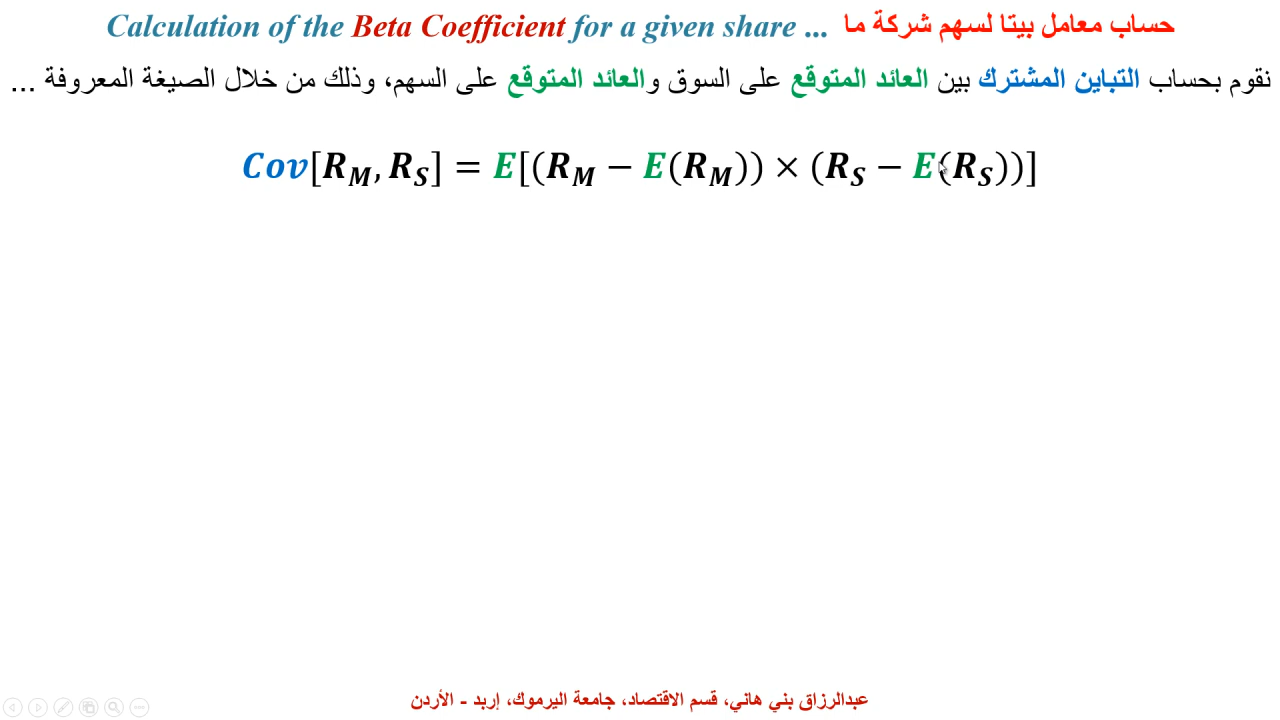 Calculation of the Beta Coefficient for a given share ... حساب معامل بيتا لسهم شركة ما
نقوم بحساب التباين المشترك بين العائد المتوقع على السوق والعائد المتوقع على السهم، وذلك من خلال الصيغة المعروفة ...
Cov[R_M, R_S] = E[(R_M − E(R_M)) × (R_S − E(R_S))]
عبدالرزاق بني هاني، قسم الاقتصاد، جامعة اليرموك، إربد - الأردن